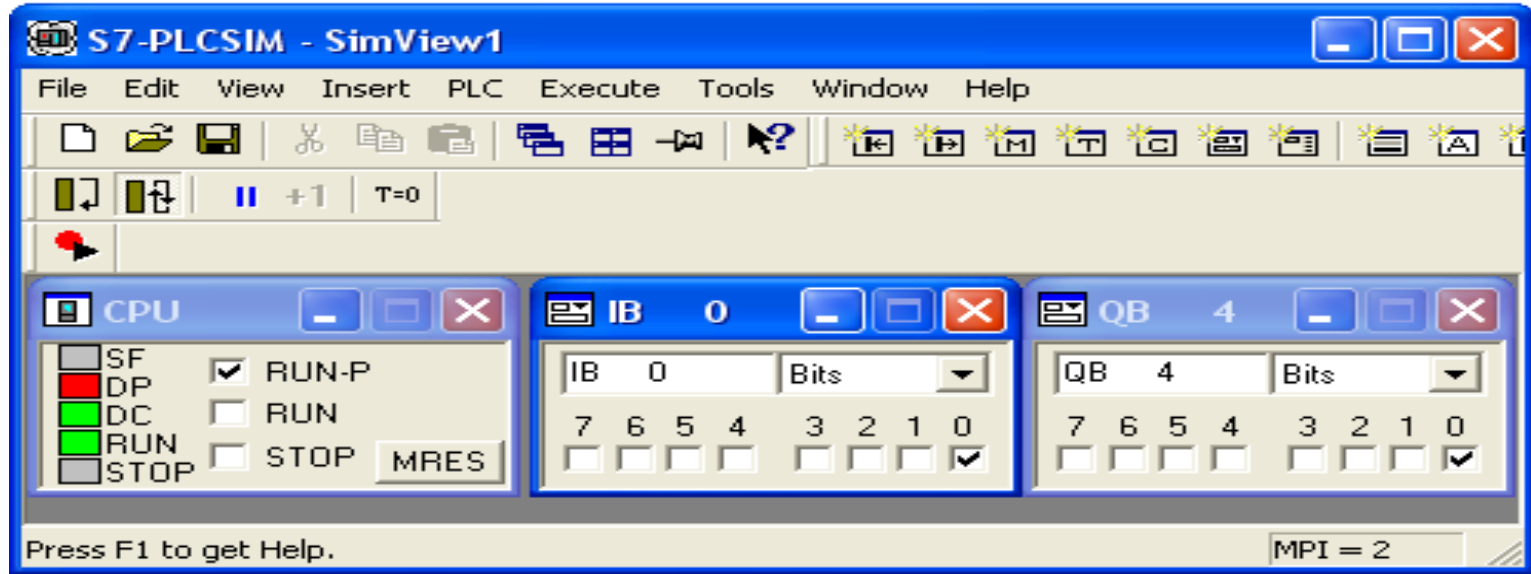 S7-PLCSIM - SimView1
File Edit View Insert PLC Execute Tools Window Help
+1 T=0
CPU
SF
DP
DC
RUN
STOP
RUN-P
RUN
STOP
MRES
IB 0
IB 0 Bits
7 6 5 4 3 2 1 0
QB 4
QB 4 Bits
7 6 5 4 3 2 1 0
Press F1 to get Help. MPI = 2